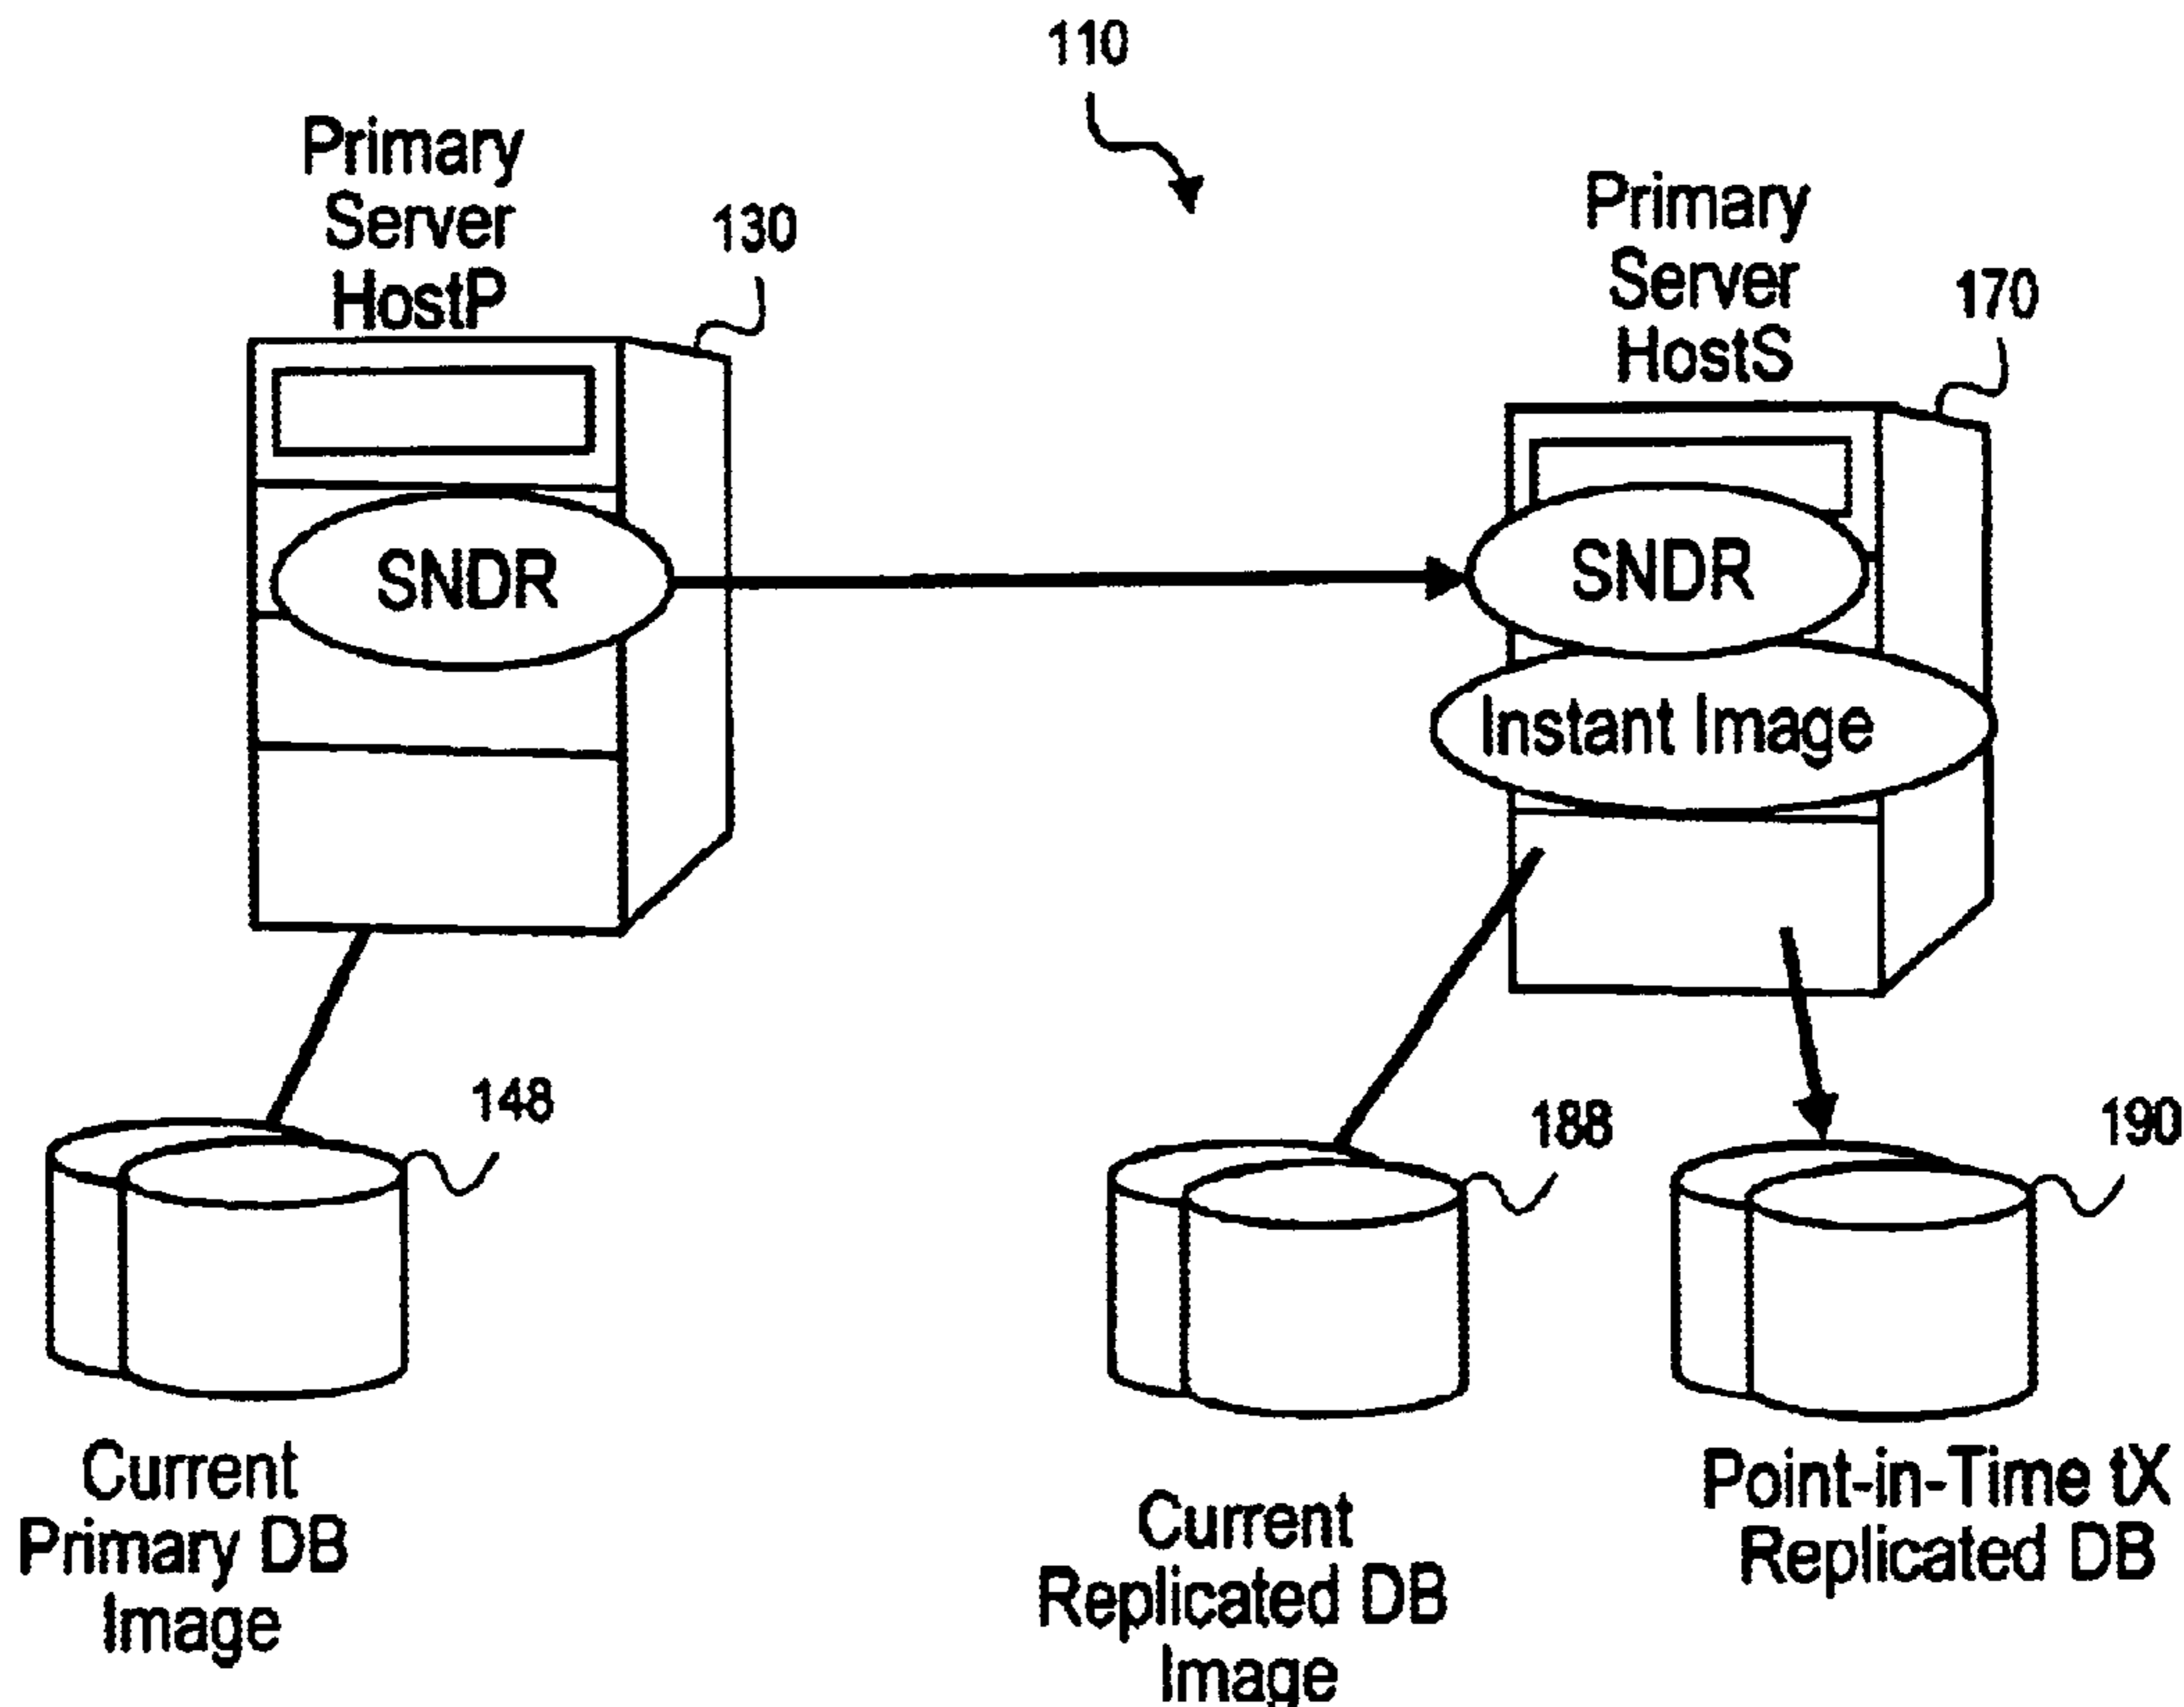 110
Primary
Server
HostP
130
Primary
Server
HostS
170
SNDR
SNDR
Instant Image
148
188
190
Current
Primary DB
Image
Current
Replicated DB
Image
Point-in-Time tX
Replicated DB